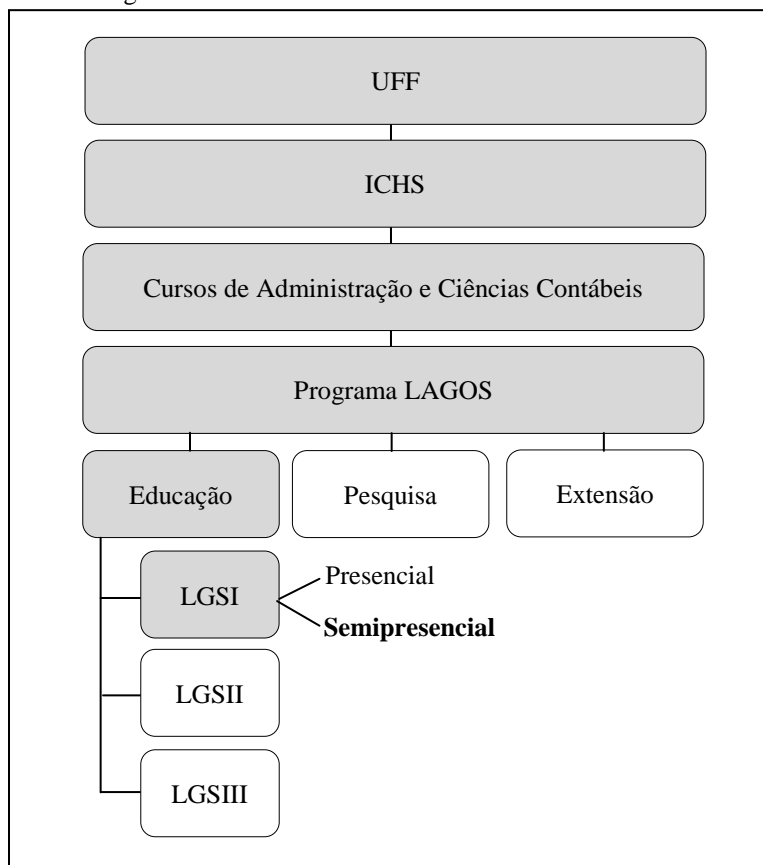 UFF
ICHS
Cursos de Administração e Ciências Contábeis
Programa LAGOS
Educação
Pesquisa
Extensão
LGSI
Presencial
Semipresencial
LGSII
LGSIII